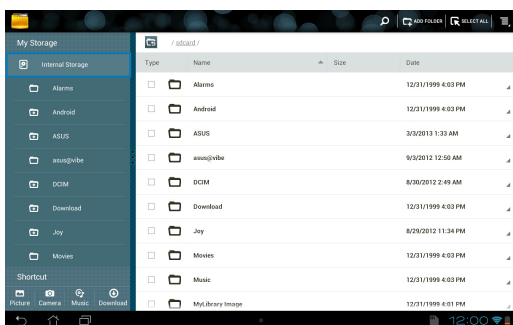 ADD FOLDER SELECT ALL
My Storage
/ sdcard /
Internal Storage
Type Name Size Date
Alarms
Alarms 12/31/1999 4:03 PM
Android
Android 12/31/1999 4:03 PM
ASUS
ASUS 3/3/2013 1:33 AM
asus@vibe
asus@vibe 9/3/2012 12:50 AM
DCIM
DCIM 8/30/2012 2:49 AM
Download
Download 12/31/1999 4:03 PM
Joy
Joy 8/29/2012 11:34 PM
Movies
Movies 12/31/1999 4:03 PM
Shortcut
Music 12/31/1999 4:03 PM
Picture Camera Music Download
MyLibrary Image 12/31/1999 4:01 PM
12:00